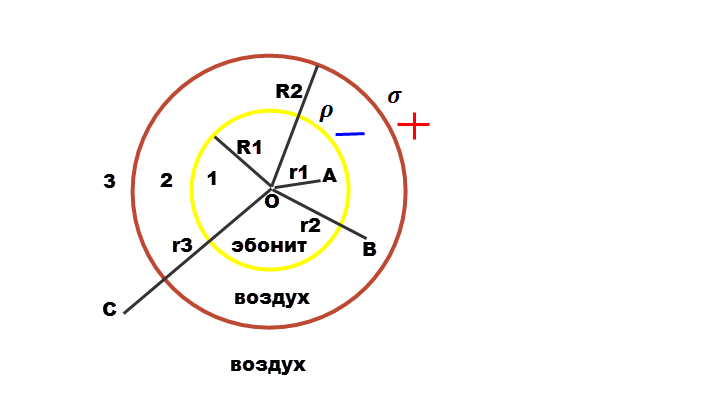 R2
σ
ρ
+
−
R1
3
2
1
r1
A
O
r2
r3
эбонит
B
воздух
C
воздух